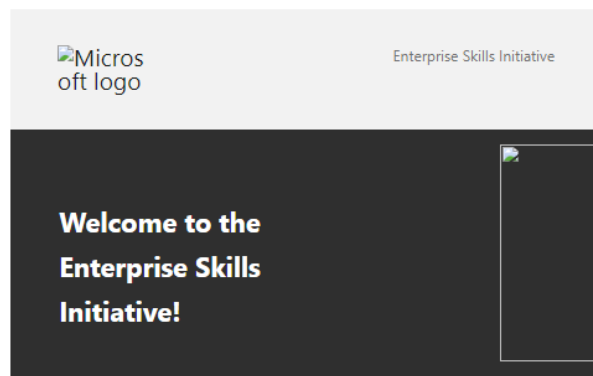 Micros
oft logo
Enterprise Skills Initiative
Welcome to the
Enterprise Skills
Initiative!